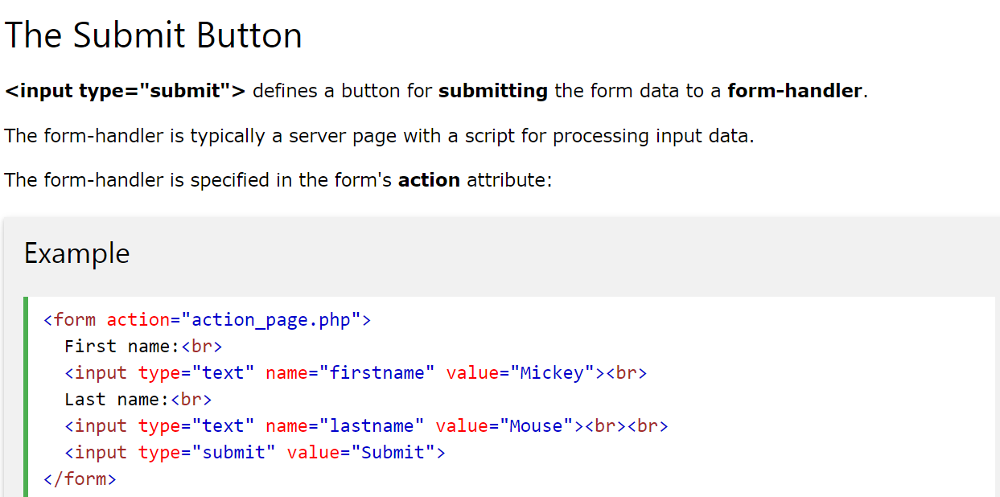 The Submit Button
<input type="submit"> defines a button for submitting the form data to a form-handler.
The form-handler is typically a server page with a script for processing input data.
The form-handler is specified in the form's action attribute:
Example
<form action="action_page.php">
First name:<br>
<input type="text" name="firstname" value="Mickey"><br>
Last name:<br>
<input type="text" name="lastname" value="Mouse"><br><br>
<input type="submit" value="Submit">
</form>